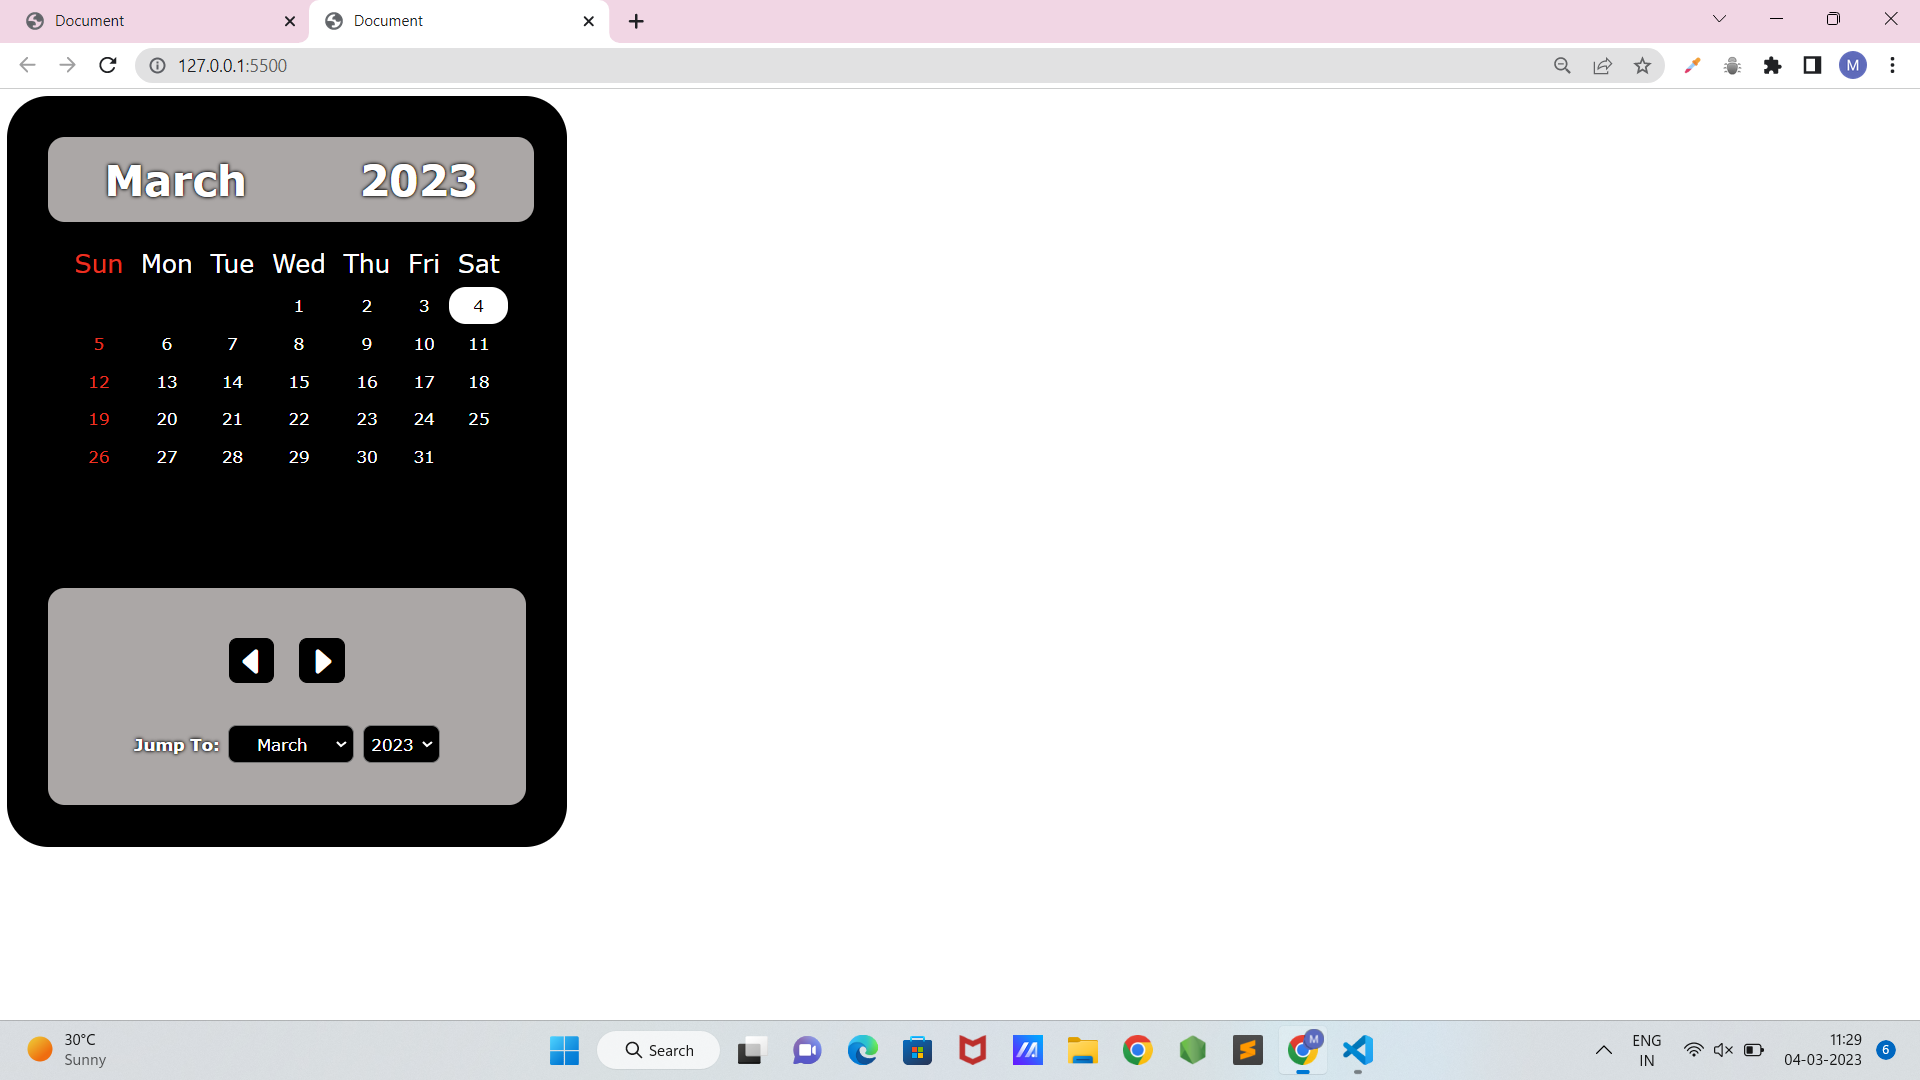 Document
Document
127.0.0.1:5500
M
March 2023
Sun Mon Tue Wed Thu Fri Sat
1 2 3 4
5 6 7 8 9 10 11
12 13 14 15 16 17 18
19 20 21 22 23 24 25
26 27 28 29 30 31
Jump To: March 2023
30°C
Sunny
Search
M
ENG
IN
11:29
04-03-2023
6